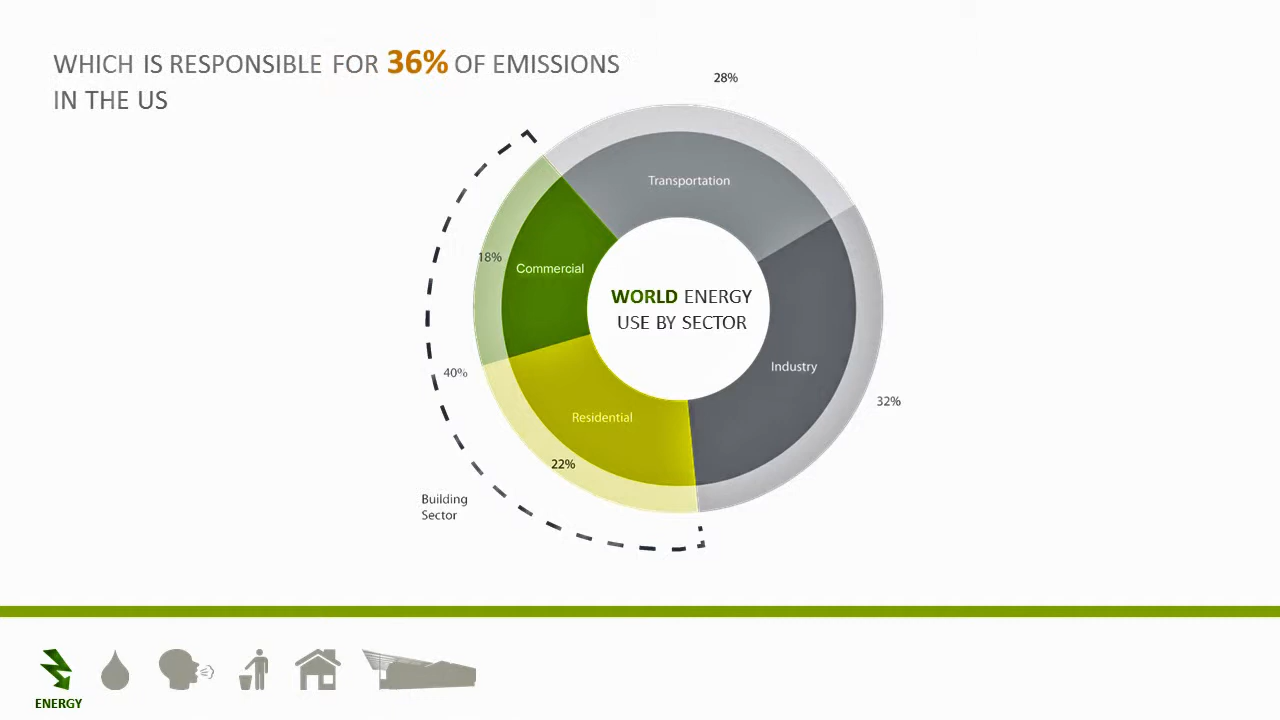 WHICH IS RESPONSIBLE FOR 36% OF EMISSIONS
IN THE US
28%
Transportation
18%
Commercial
WORLD ENERGY
USE BY SECTOR
40%
Industry
32%
Residential
22%
Building
Sector
ENERGY